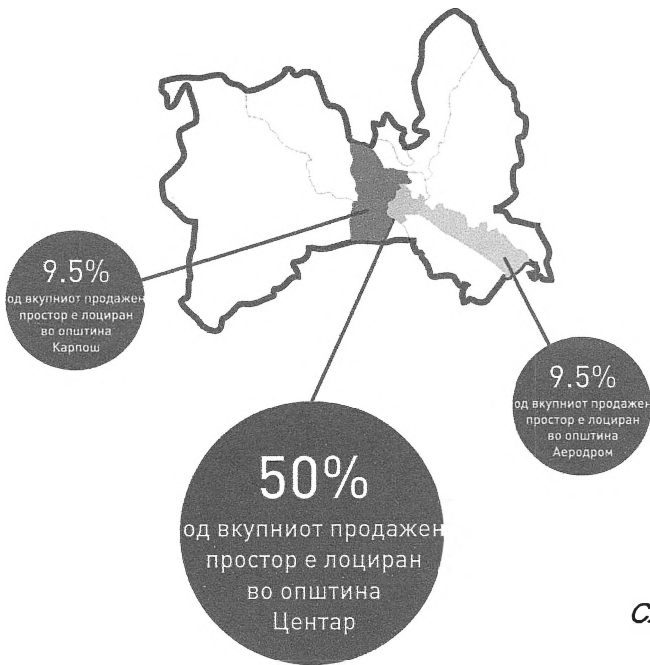 9.5%
од вкупниот продажен
простор е лоциран
во општина
Карпош
9.5%
од вкупниот продажен
простор е лоциран
во општина
Аеродром
50%
од вкупниот продажен
простор е лоциран
во општина
Центар